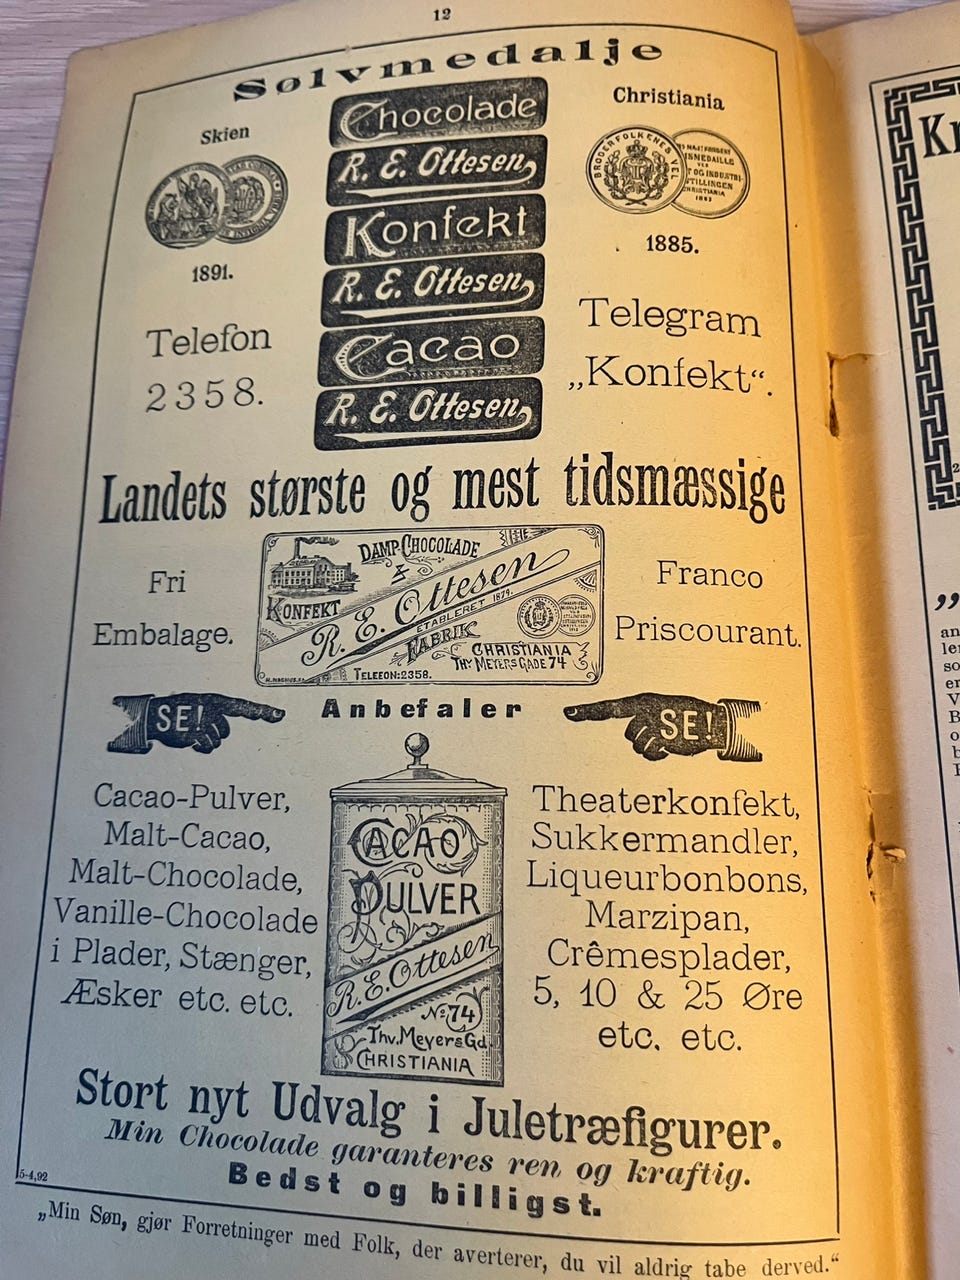 12
Sølvmedalje
Skien
1891.
Telefon
2358.
Chocolade
R. E. Ottesen,
Konfekt
R. E. Ottesen,
Cacao
R. E. Ottesen,
Christiania
BRODERFOLKENES VEL
CHRISTIANIA
1883
1885.
Telegram
„Konfekt“.
Landets største og mest tidsmæssige
Fri
Embalage.
DAMP-CHOCOLADE
&
KONFEKT
R. E. Ottesen
ETABLERET 1879.
FABRIK
CHRISTIANIA
THV MEYERS GADE 74
TELEFON:2358.
Franco
Priscourant.
SE!
Anbefaler
SE!
Cacao-Pulver,
Malt-Cacao,
Malt-Chocolade,
Vanille-Chocolade
i Plader, Stænger,
Æsker etc. etc.
CACAO
PULVER
R.E.Ottesen
No 74
Thv. Meyers Gd.
CHRISTIANIA
Theaterkonfekt,
Sukkermandler,
Liqueurbonbons,
Marzipan,
Crêmesplader,
5, 10 & 25 Øre
etc. etc.
Stort nyt Udvalg i Juletræfigurer.
Min Chocolade garanteres ren og kraftig.
Bedst og billigst.
5-4,92
„Min Søn, gjør Forretninger med Folk, der averterer, du vil aldrig tabe derved.“
Kr